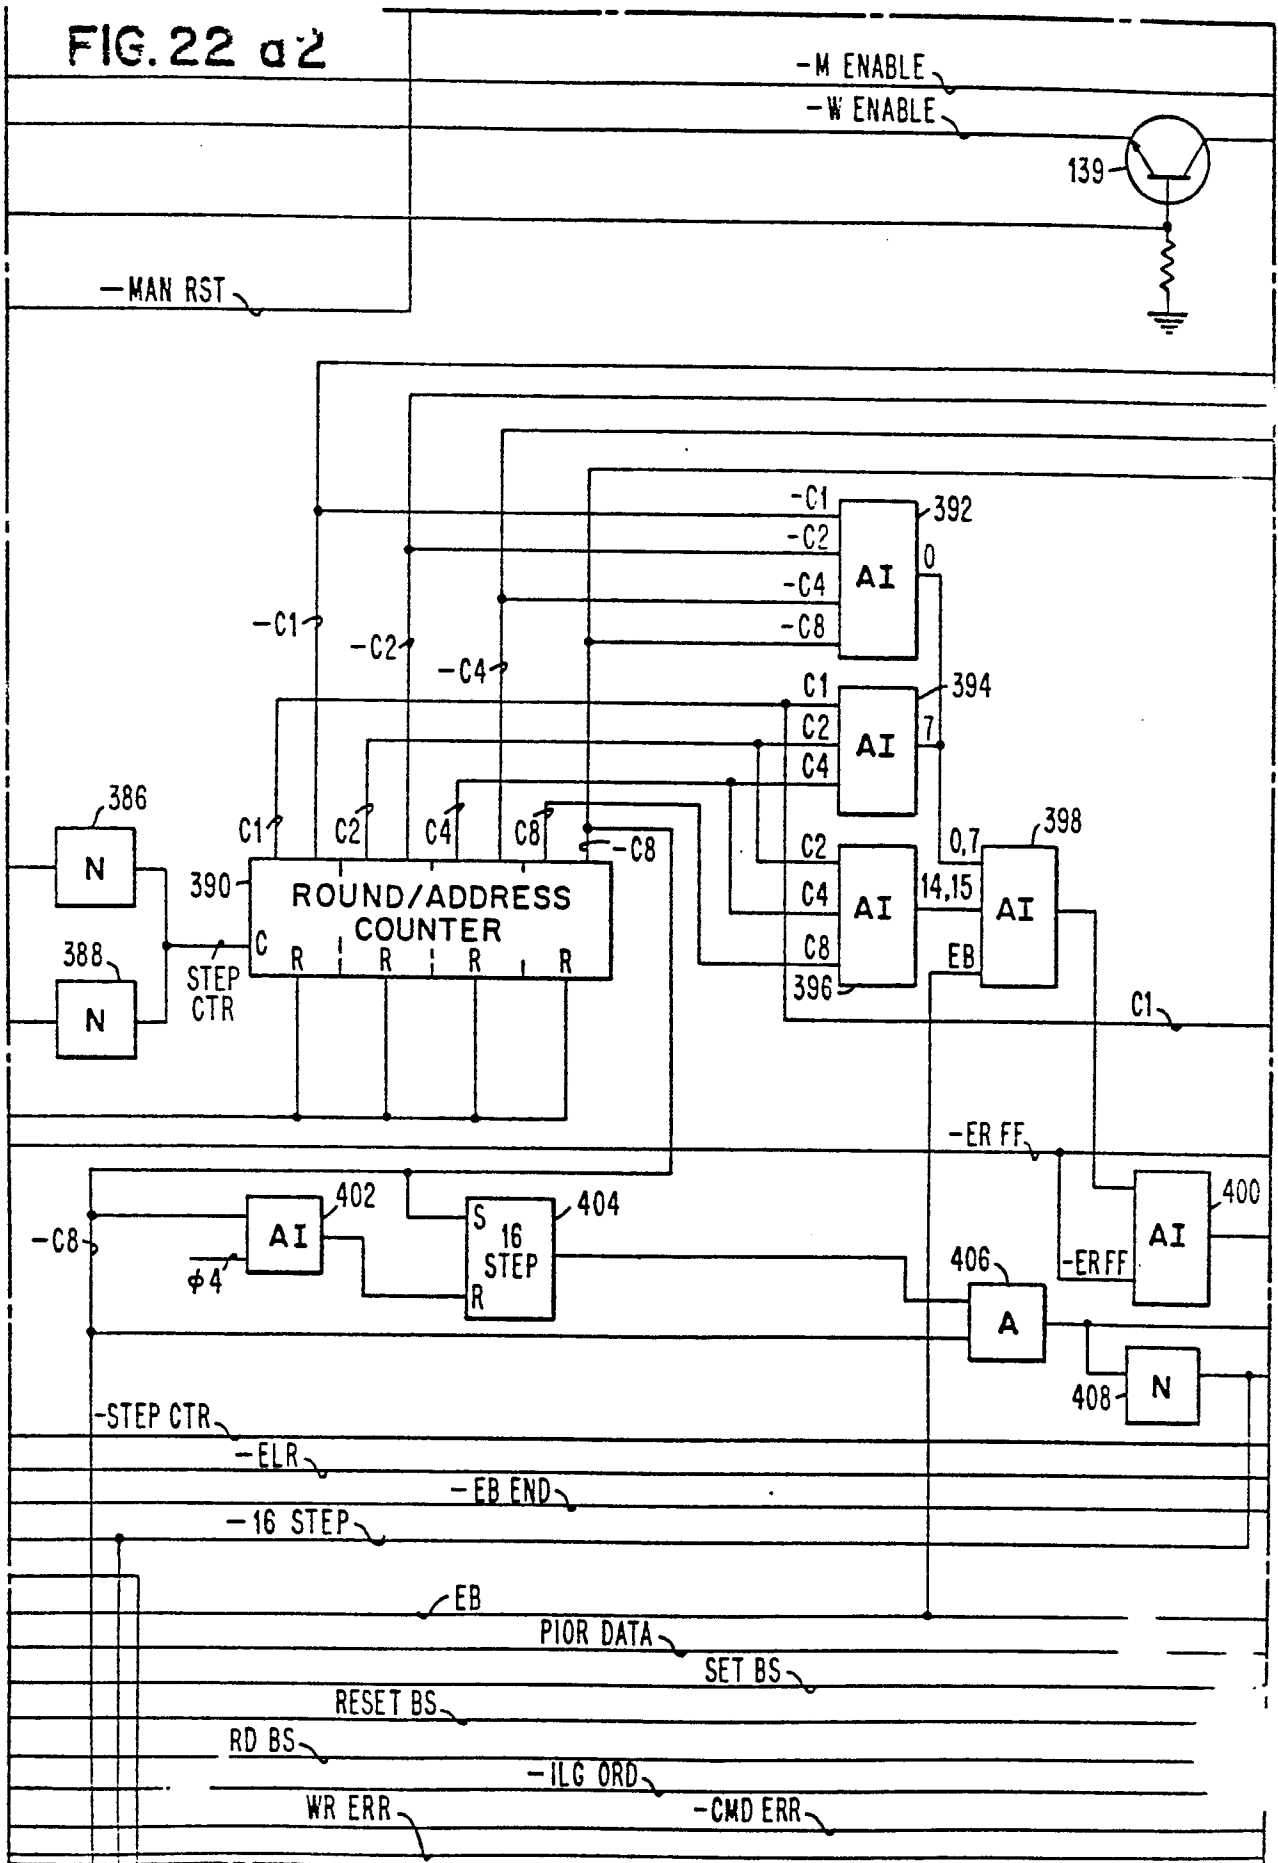 FIG. 22 a2
-M ENABLE
-W ENABLE
139
-MAN RST
-C1
392
-C2
0
AI
-C4
-C1
-C8
-C2
-C4
C1
394
C2
7
AI
C4
386
C1
C2
C4
C8
-C8
398
N
390
ROUND/ADDRESS
COUNTER
C2
0,7
14,15
C4
AI
AI
388
C
R
R
R
R
C8
EB
STEP
CTR
396
N
C1
-ER FF
402
404
400
S
-C8
AI
16
STEP
AI
φ4
R
406
-ER FF
A
408
N
-STEP CTR
-ELR
-EB END
-16 STEP
EB
PIOR DATA
SET BS
RESET BS
RD BS
-ILG ORD
WR ERR
-CMD ERR